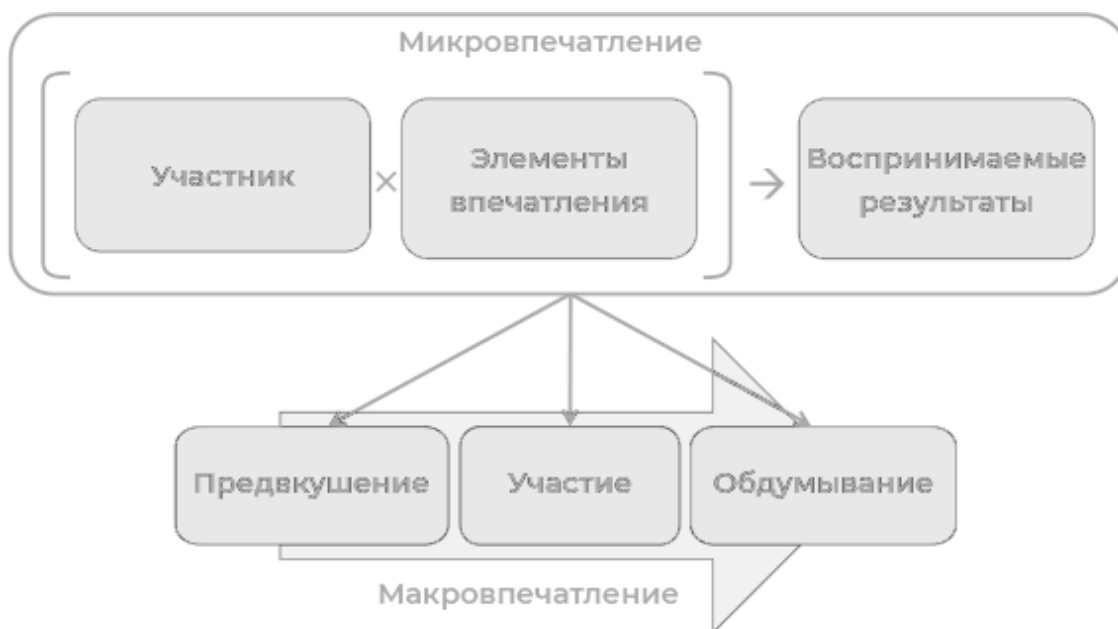 Микровпечатление
Участник
×
Элементы
впечатления
Воспринимаемые
результаты
Предвкушение
Участие
Обдумывание
Макровпечатление